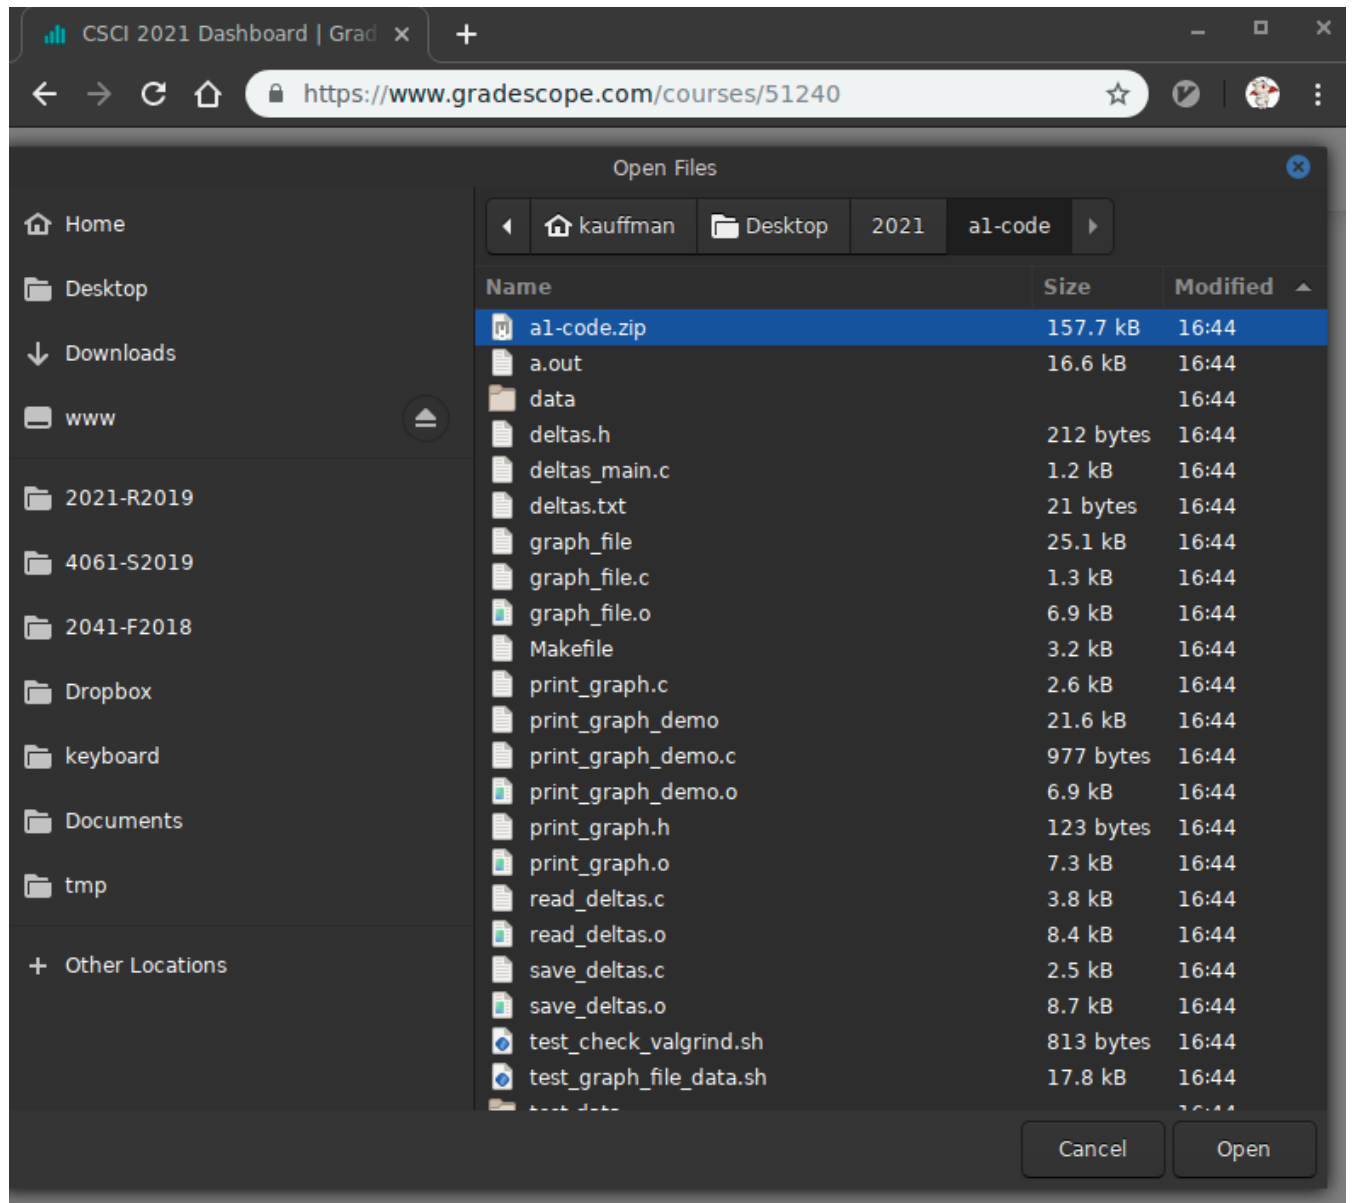 CSCI 2021 Dashboard | Grad
https://www.gradescope.com/courses/51240
Open Files
Home
Desktop
Downloads
www
2021-R2019
4061-S2019
2041-F2018
Dropbox
keyboard
Documents
tmp
Other Locations
kauffman Desktop 2021 a1-code
Name Size Modified
a1-code.zip 157.7 kB 16:44
a.out 16.6 kB 16:44
data 16:44
deltas.h 212 bytes 16:44
deltas_main.c 1.2 kB 16:44
deltas.txt 21 bytes 16:44
graph_file 25.1 kB 16:44
graph_file.c 1.3 kB 16:44
graph_file.o 6.9 kB 16:44
Makefile 3.2 kB 16:44
print_graph.c 2.6 kB 16:44
print_graph_demo 21.6 kB 16:44
print_graph_demo.c 977 bytes 16:44
print_graph_demo.o 6.9 kB 16:44
print_graph.h 123 bytes 16:44
print_graph.o 7.3 kB 16:44
read_deltas.c 3.8 kB 16:44
read_deltas.o 8.4 kB 16:44
save_deltas.c 2.5 kB 16:44
save_deltas.o 8.7 kB 16:44
test_check_valgrind.sh 813 bytes 16:44
test_graph_file_data.sh 17.8 kB 16:44
Cancel Open